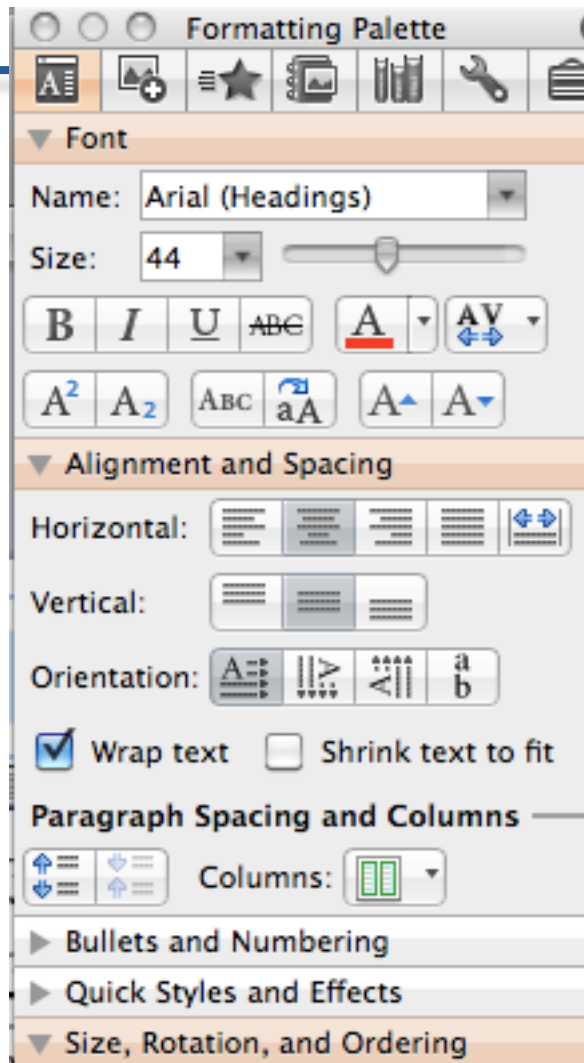 Formatting Palette
A
Font
Name: Arial (Headings)
Size: 44
B I U ABC A AV
A2 A2 ABC aA A A
Alignment and Spacing
Horizontal:
Vertical:
Orientation: A A A a b
Wrap text Shrink text to fit
Paragraph Spacing and Columns
Columns:
Bullets and Numbering
Quick Styles and Effects
Size, Rotation, and Ordering